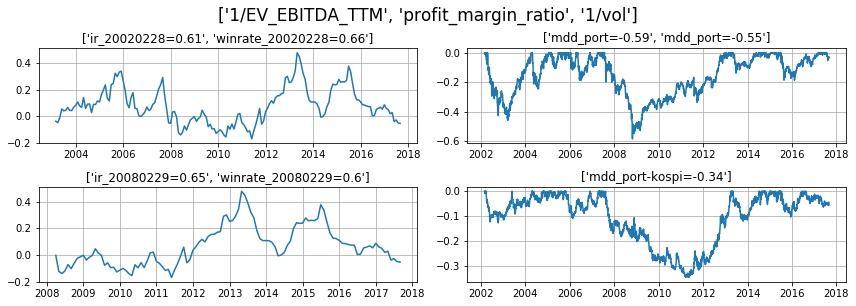 ['1/EV_EBITDA_TTM', 'profit_margin_ratio', '1/vol']
['ir_20020228=0.61', 'winrate_20020228=0.66']
0.4
0.2
0.0
−0.2
2004 2006 2008 2010 2012 2014 2016 2018
['mdd_port=-0.59', 'mdd_port=-0.55']
0.0
−0.2
−0.4
−0.6
2002 2004 2006 2008 2010 2012 2014 2016 2018
['ir_20080229=0.65', 'winrate_20080229=0.6']
0.4
0.2
0.0
−0.2
2008 2009 2010 2011 2012 2013 2014 2015 2016 2017 2018
['mdd_port-kospi=-0.34']
0.0
−0.1
−0.2
−0.3
2002 2004 2006 2008 2010 2012 2014 2016 2018